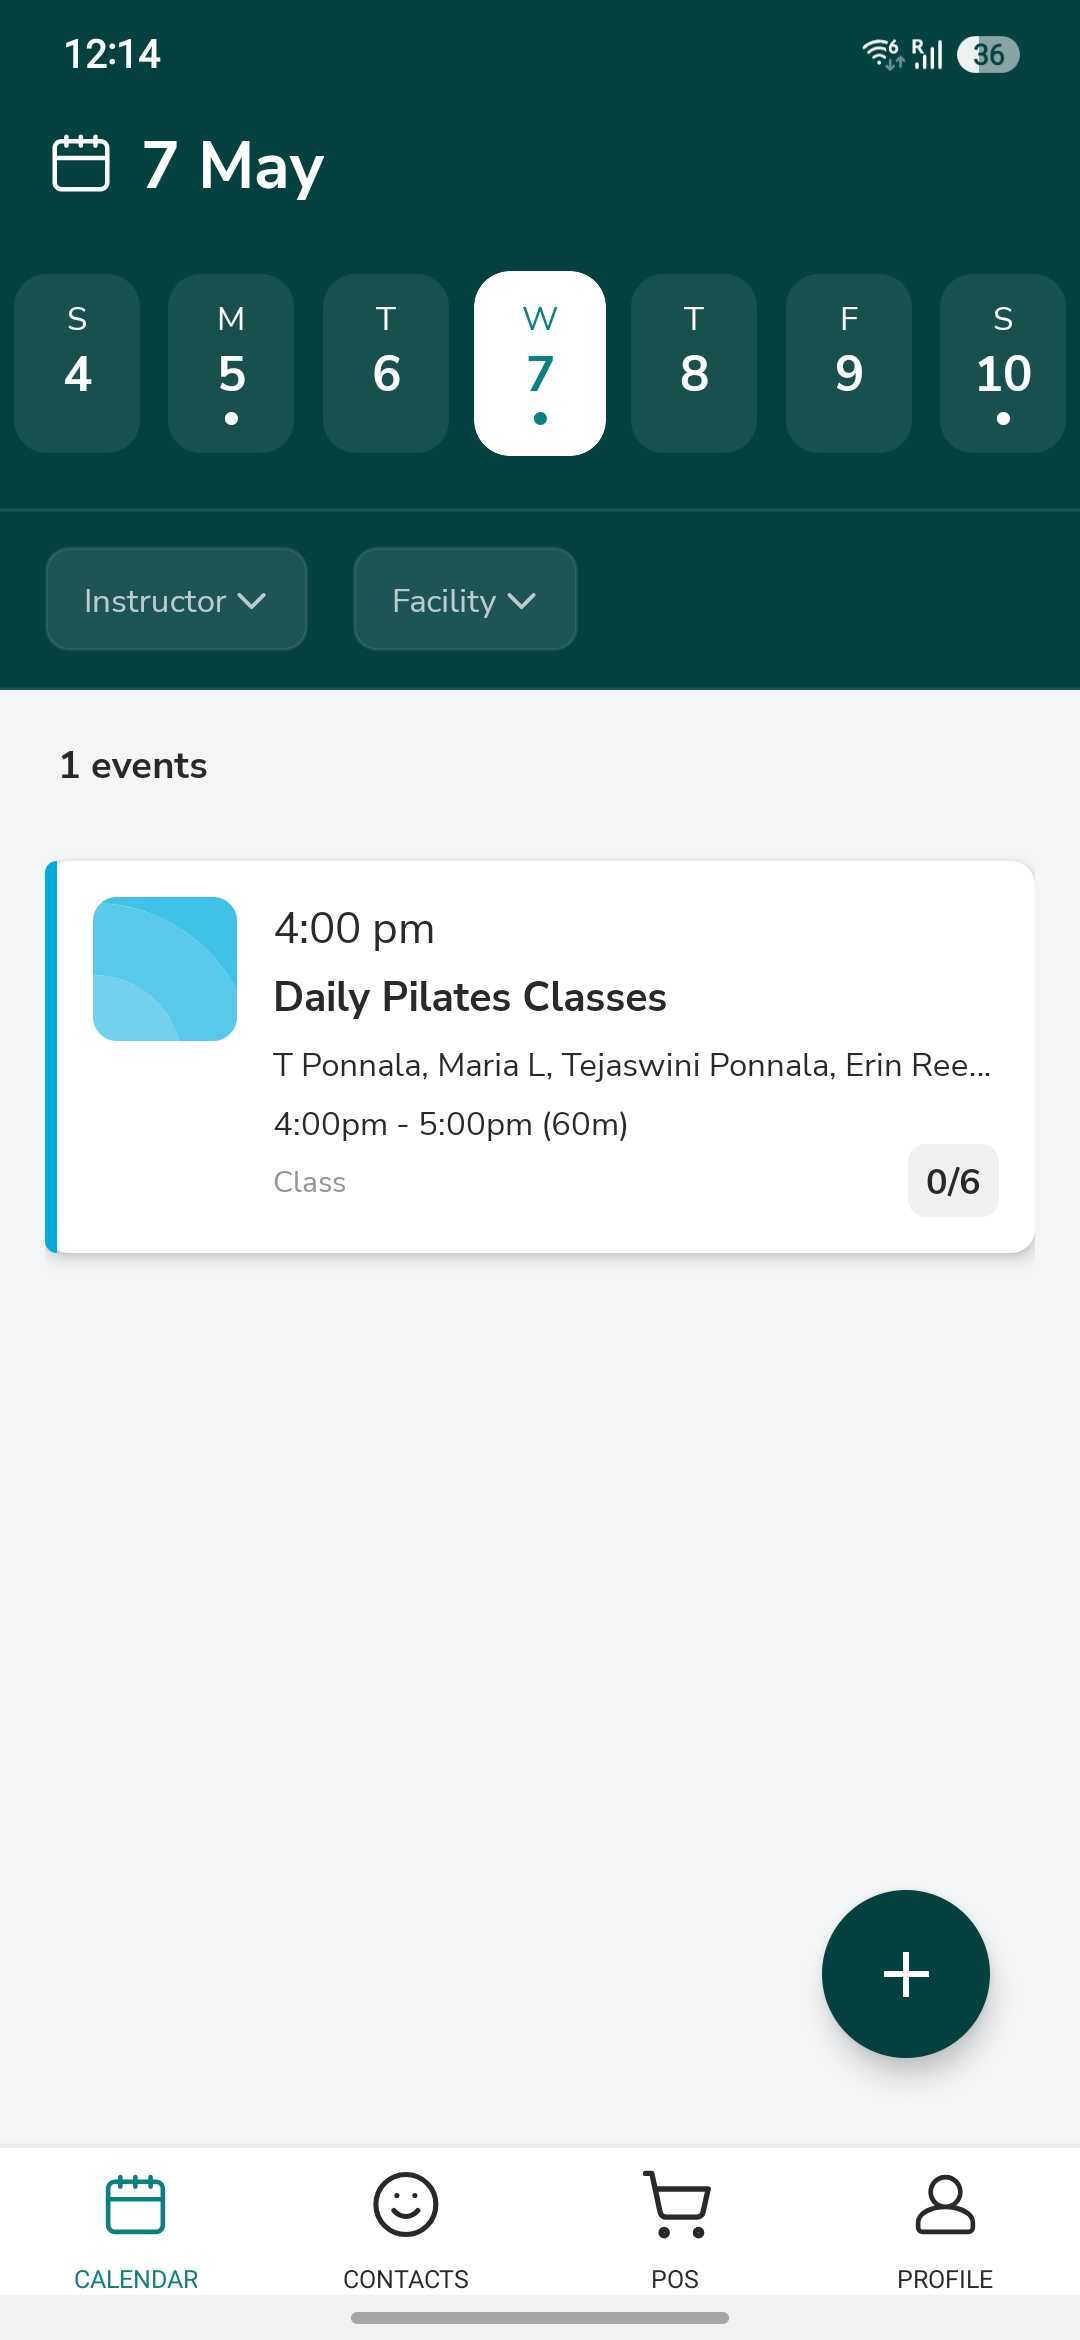 12:14
6 R 36
7 May
S M T W T F S
4 5 6 7 8 9 10
Instructor Facility
1 events
4:00 pm
Daily Pilates Classes
T Ponnala, Maria L, Tejaswini Ponnala, Erin Ree...
4:00pm - 5:00pm (60m)
Class 0/6
CALENDAR CONTACTS POS PROFILE